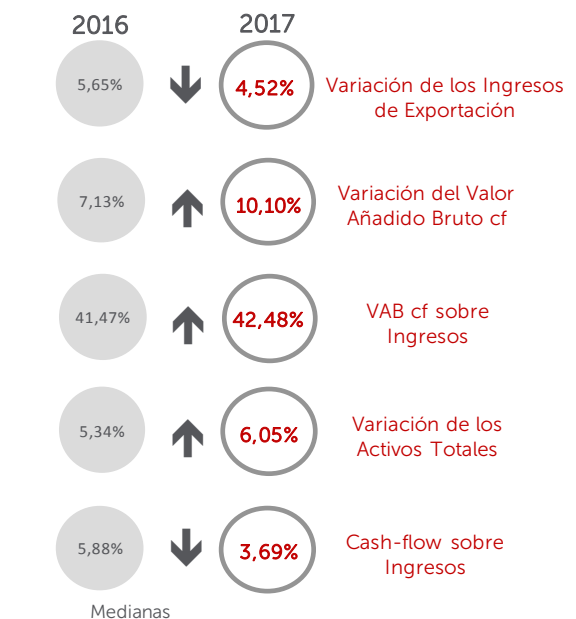 2016
2017
5,65%
4,52%
Variación de los Ingresos
de Exportación
7,13%
10,10%
Variación del Valor
Añadido Bruto cf
41,47%
42,48%
VAB cf sobre
Ingresos
5,34%
6,05%
Variación de los
Activos Totales
5,88%
3,69%
Cash-flow sobre
Ingresos
Medianas